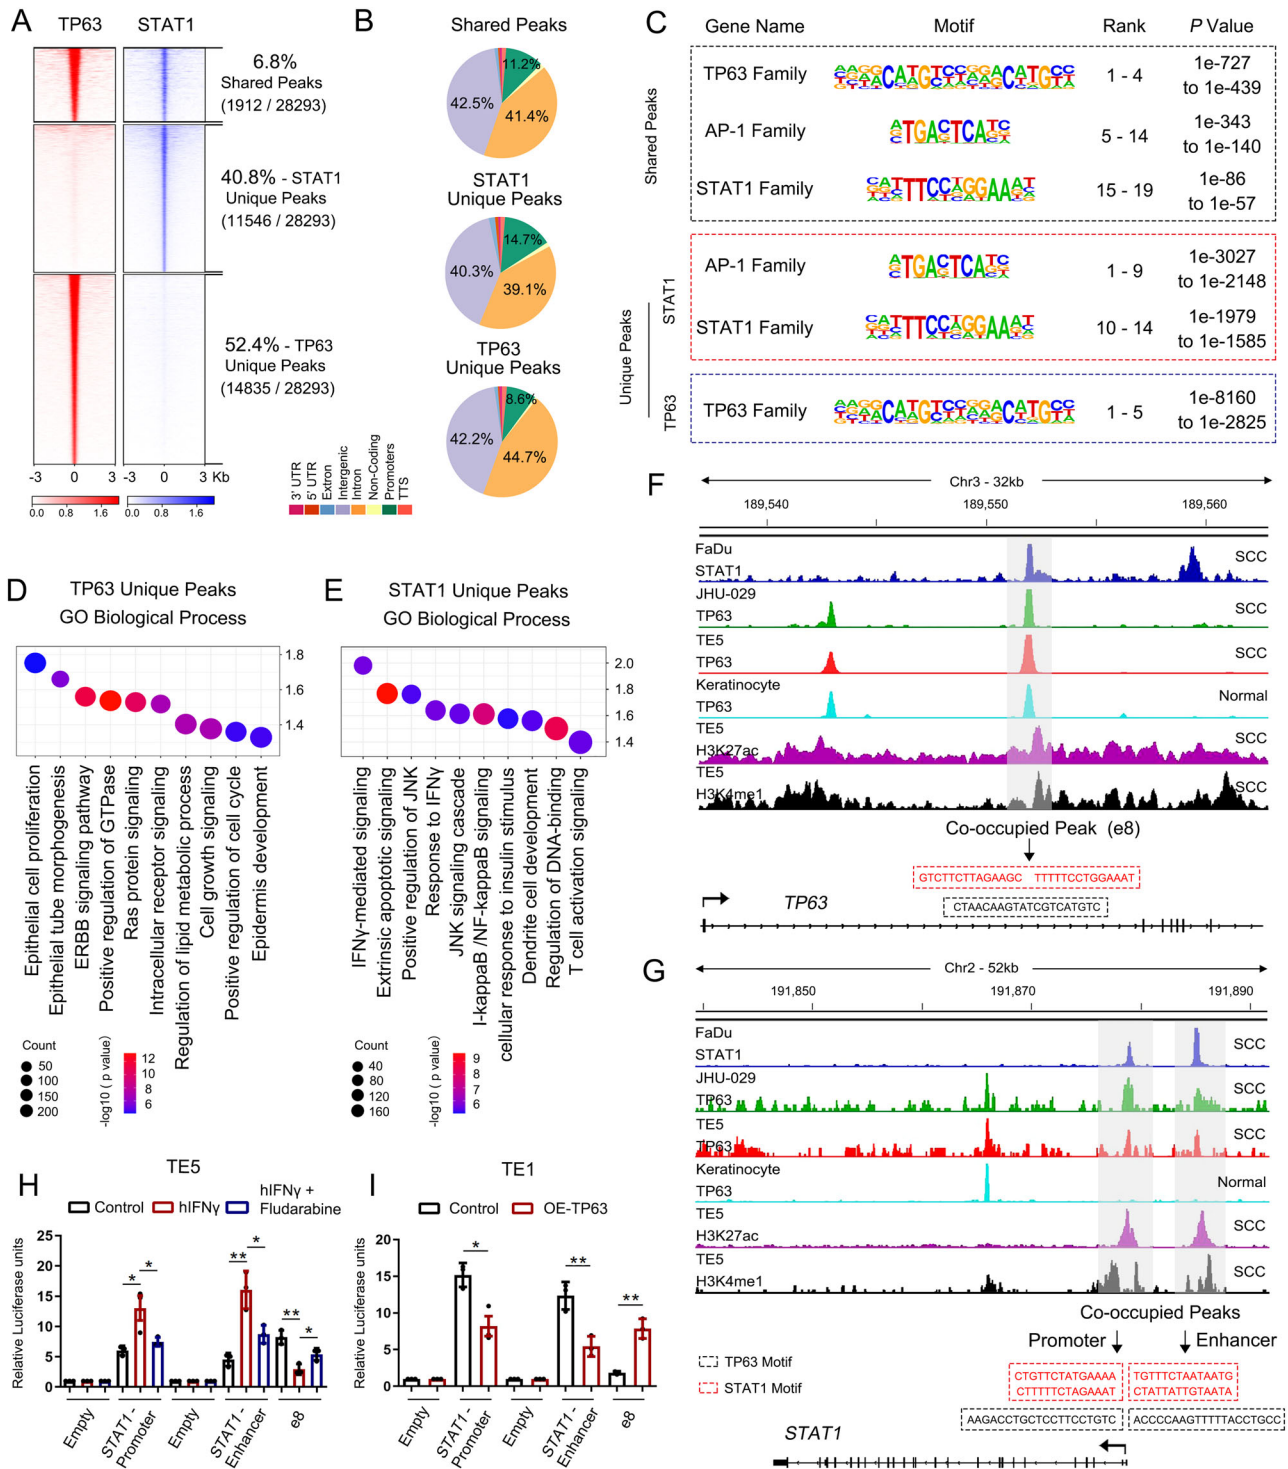 A
TP63
STAT1
6.8%
Shared Peaks
(1912 / 28293)
40.8% - STAT1
Unique Peaks
(11546 / 28293)
52.4% - TP63
Unique Peaks
(14835 / 28293)
-3 0 3
-3 0 3 Kb
0.0 0.8 1.6
0.0 0.8 1.6
B
Shared Peaks
11.2%
42.5%
41.4%
STAT1
Unique Peaks
14.7%
40.3%
39.1%
TP63
Unique Peaks
8.6%
42.2%
44.7%
3' UTR
5' UTR
Extron
Intergenic
Intron
Non-Coding
Promoters
TTS
C
Gene Name Motif Rank P Value
Shared Peaks
TP63 Family 1 - 4 1e-727
to 1e-439
AP-1 Family 5 - 14 1e-343
to 1e-140
STAT1 Family 15 - 19 1e-86
to 1e-57
Unique Peaks
STAT1
AP-1 Family 1 - 9 1e-3027
to 1e-2148
STAT1 Family 10 - 14 1e-1979
to 1e-1585
TP63
TP63 Family 1 - 5 1e-8160
to 1e-2825
D
TP63 Unique Peaks
GO Biological Process
1.8
1.6
1.4
Epithelial cell proliferation
Epithelial tube morphogenesis
ERBB signaling pathway
Positive regulation of GTPase
Ras protein signaling
Intracellular receptor signaling
Regulation of lipid metabolic process
Cell growth signaling
Positive regulation of cell cycle
Epidermis development
Count
50
100
150
200
-log10 ( p value)
12
10
8
6
E
STAT1 Unique Peaks
GO Biological Process
2.0
1.8
1.6
1.4
IFNγ-mediated signaling
Extrinsic apoptotic signaling
Positive regulation of JNK
Response to IFNγ
JNK signaling cascade
I-kappaB /NF-kappaB signaling
cellular response to insulin stimulus
Dendrite cell development
Regulation of DNA-binding
T cell activation signaling
Count
40
80
120
160
-log10 ( p value)
9
8
7
6
F
Chr3 - 32kb
189,540 189,550 189,560
FaDu
STAT1
SCC
JHU-029
TP63
SCC
TE5
TP63
SCC
Keratinocyte
TP63
Normal
TE5
H3K27ac
SCC
TE5
H3K4me1
SCC
Co-occupied Peak (e8)
GTCTTCTTAGAAGC TTTTTCCTGGAAAT
CTAACAAGTATCGTCATGTC
TP63
G
Chr2 - 52kb
191,850 191,870 191,890
FaDu
STAT1
SCC
JHU-029
TP63
SCC
TE5
TP63
SCC
Keratinocyte
TP63
Normal
TE5
H3K27ac
SCC
TE5
H3K4me1
SCC
Co-occupied Peaks
Promoter Enhancer
TP63 Motif
STAT1 Motif
CTGTTCTATGAAAA TGTTTCTAATAATG
CTTTTTCTAGAAAT CTATTATTGTAATA
AAGACCTGCTCCTTCCTGTC ACCCCAAGTTTTTACCTGCC
STAT1
H
TE5
Control
hIFNγ
hIFNγ +
Fludarabine
Relative Luciferase units
25
20
15
10
5
0
* *
** *
** *
Empty
STAT1-
Promoter
Empty
STAT1-
Enhancer
e8
I
TE1
Control
OE-TP63
Relative Luciferase units
20
15
10
5
0
*
**
**
Empty
STAT1-
Promoter
Empty
STAT1-
Enhancer
e8